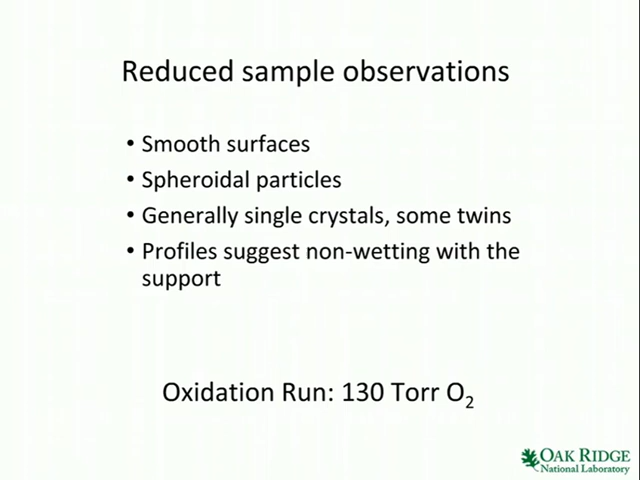 Reduced sample observations
• Smooth surfaces
• Spheroidal particles
• Generally single crystals, some twins
• Profiles suggest non-wetting with the
support
Oxidation Run: 130 Torr O₂
OAK RIDGE
National Laboratory